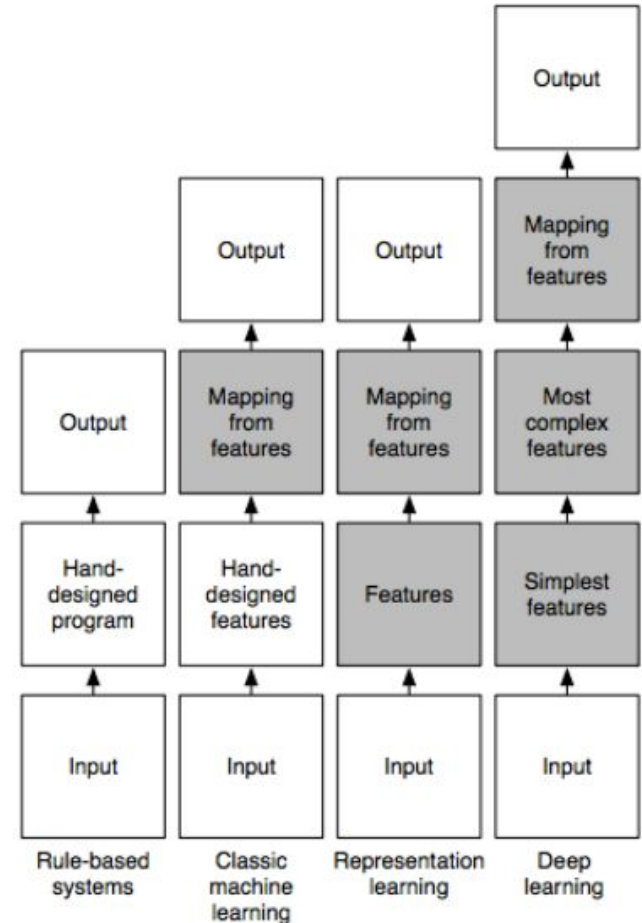 Output
Mapping
from
features
Most
complex
features
Simplest
features
Input
Deep
learning
Output
Mapping
from
features
Features
Input
Representation
learning
Output
Mapping
from
features
Hand-
designed
features
Input
Classic
machine
learning
Output
Hand-
designed
program
Input
Rule-based
systems